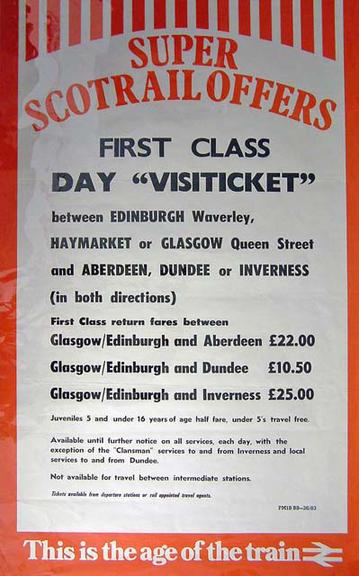 SUPER
SCOTRAIL OFFERS
FIRST CLASS
DAY “VISITICKET”
between EDINBURGH Waverley,
HAYMARKET or GLASGOW Queen Street
and ABERDEEN, DUNDEE or INVERNESS
(in both directions)
First Class return fares between
Glasgow/Edinburgh and Aberdeen £22.00
Glasgow/Edinburgh and Dundee £10.50
Glasgow/Edinburgh and Inverness £25.00
Juveniles 5 and under 16 years of age half fare, under 5's travel free.
Available until further notice on all services, each day, with the
exception of the "Clansman" services to and from Inverness and local
services to and from Dundee.
Not available for travel between intermediate stations.
Tickets available from departure stations or rail appointed travel agents.
This is the age of the train